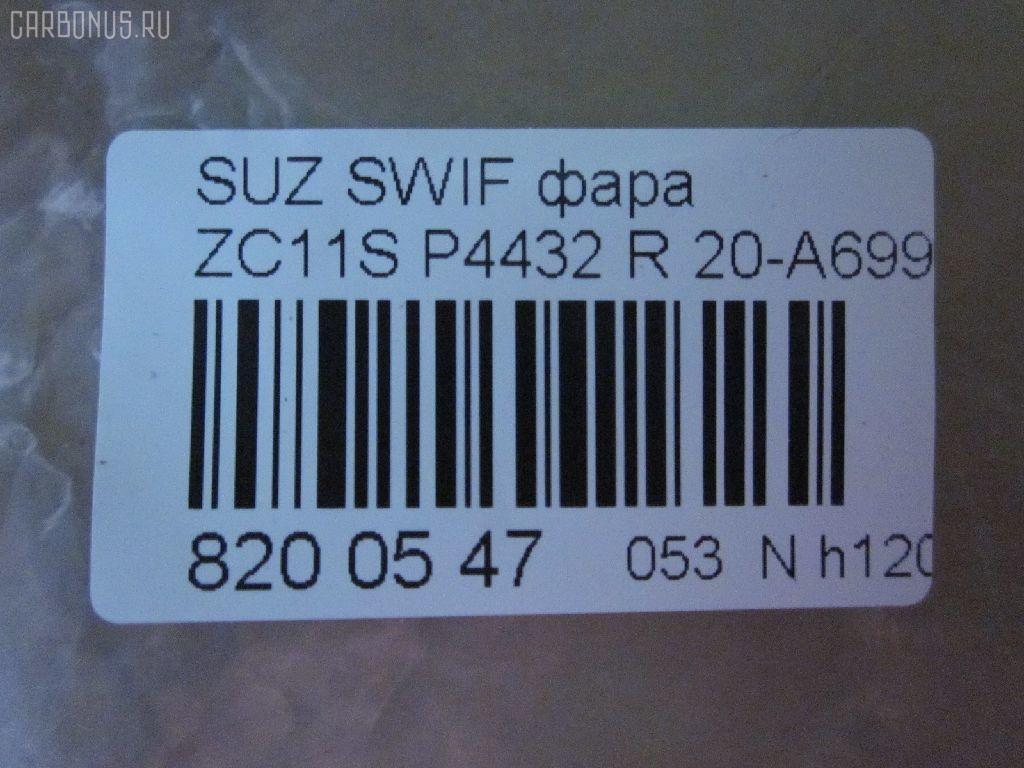 CARBONUS.RU
SUZ SWIF фара
ZC11S P4432 R 20-A699
820 05 47 053 N h120